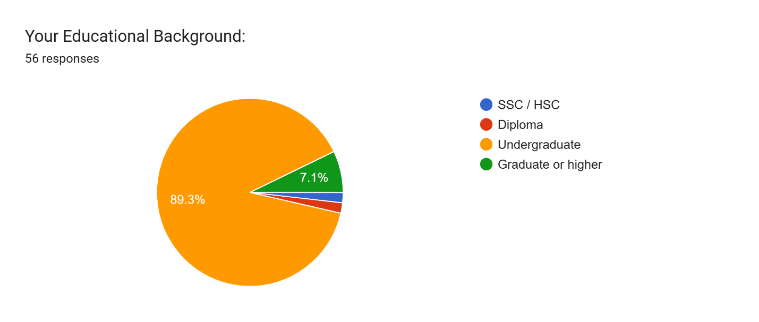 Your Educational Background:
56 responses
SSC / HSC
Diploma
Undergraduate
Graduate or higher
7.1%
89.3%